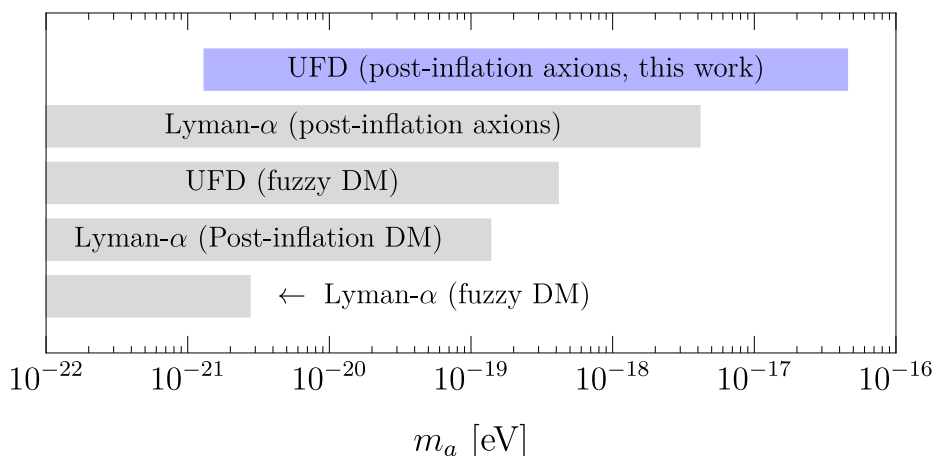 UFD (post-inflation axions, this work)
Lyman-α (post-inflation axions)
UFD (fuzzy DM)
Lyman-α (Post-inflation DM)
← Lyman-α (fuzzy DM)
10⁻²² 10⁻²¹ 10⁻²⁰ 10⁻¹⁹ 10⁻¹⁸ 10⁻¹⁷ 10⁻¹⁶
mₐ [eV]